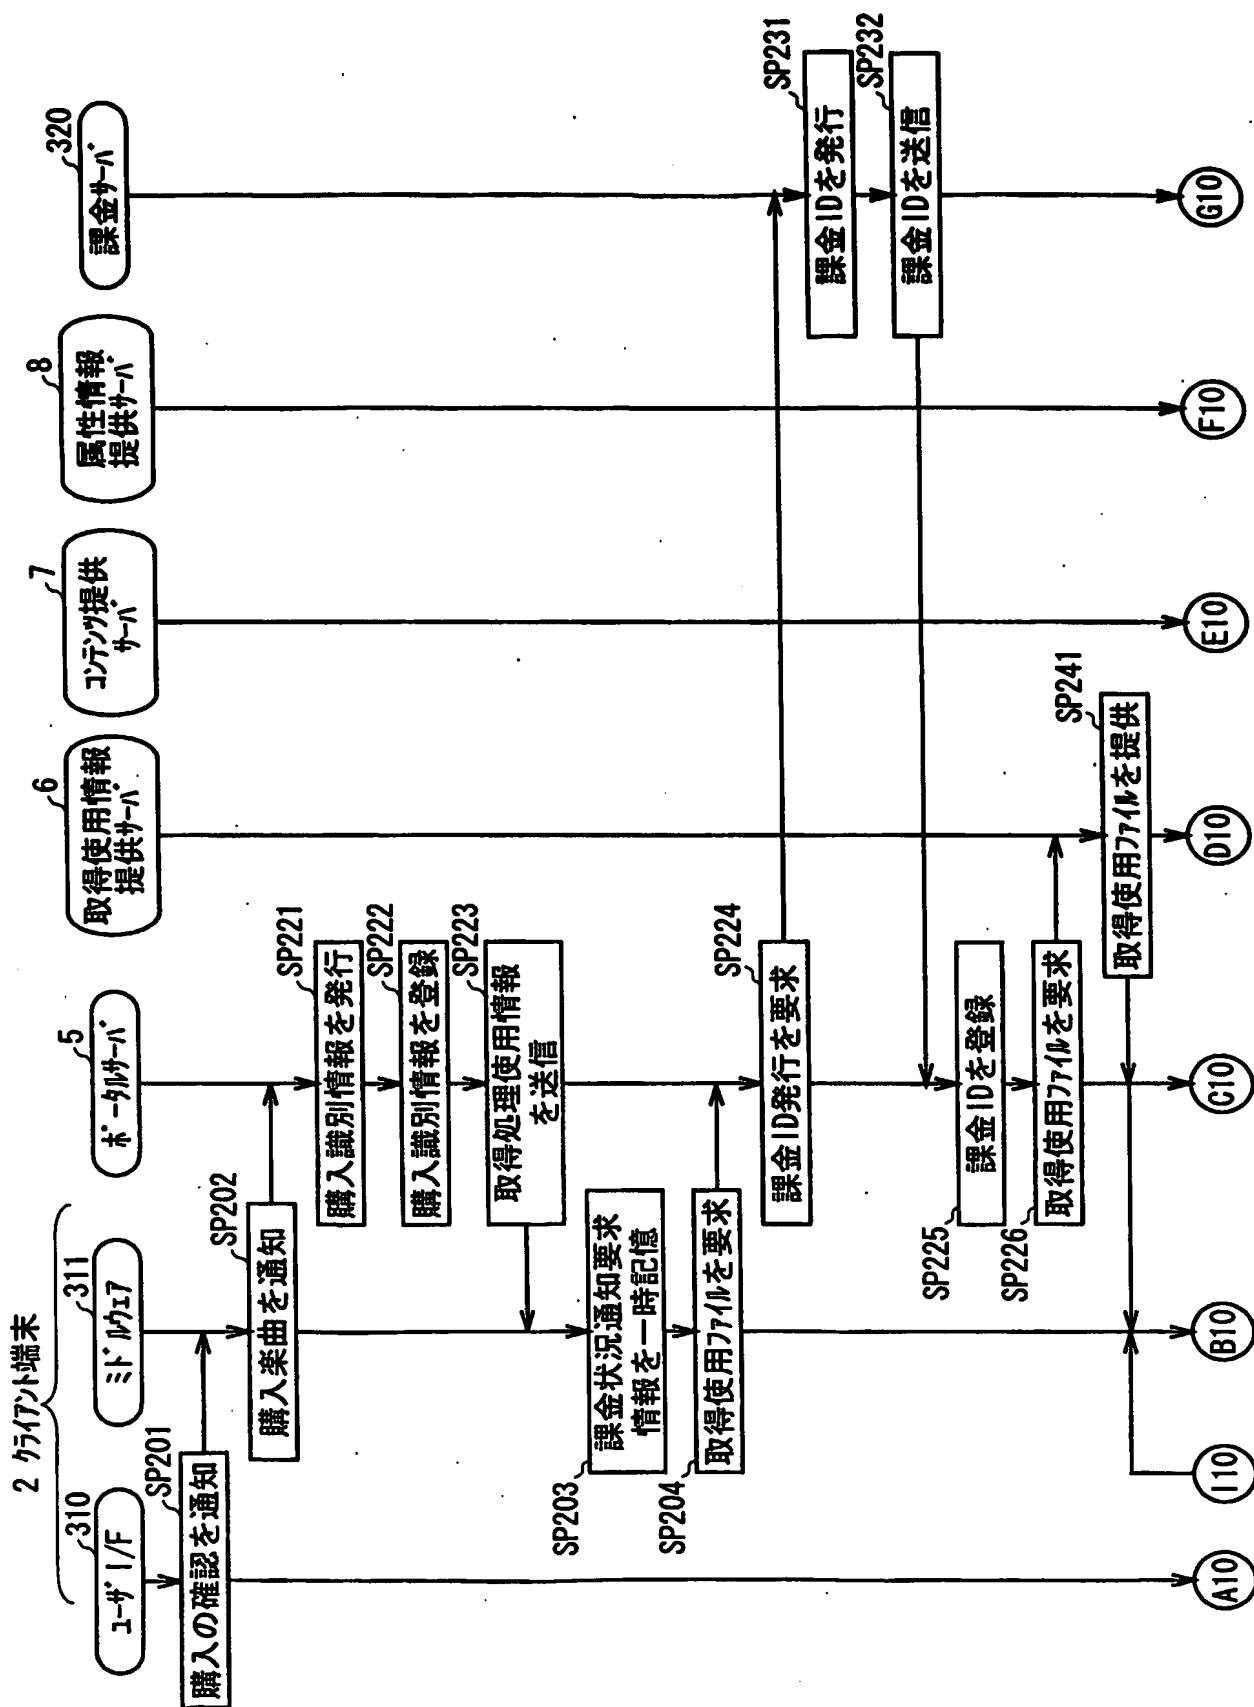 2 クライアント端末
310
ユーザI/F
311
ミドルウェア
5
ポータルサーバ
6
取得使用情報
提供サーバ
7
コンテンツ提供
サーバ
8
属性情報
提供サーバ
320
課金サーバ
SP201
購入の確認を通知
SP202
購入楽曲を通知
SP221
購入識別情報を発行
SP222
購入識別情報を登録
SP223
取得処理使用情報
を送信
SP203
課金状況通知要求
情報を一時記憶
SP204
取得使用ファイルを要求
SP224
課金ID発行を要求
SP231
課金IDを発行
SP232
課金IDを送信
SP225
課金IDを登録
SP226
取得使用ファイルを要求
SP241
取得使用ファイルを提供
A10
I10
B10
C10
D10
E10
F10
G10